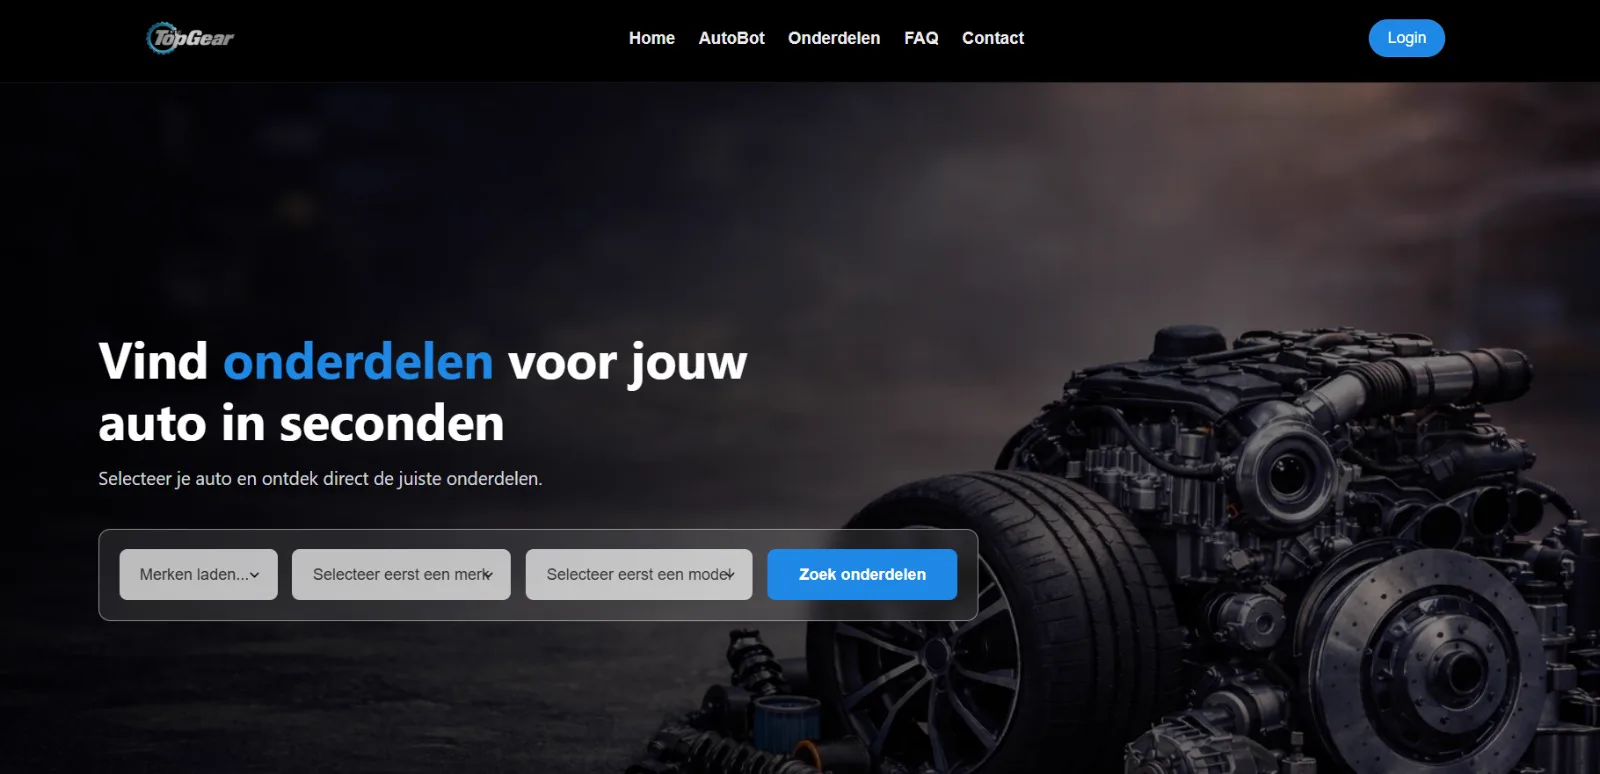 TopGear
Home AutoBot Onderdelen FAQ Contact
Login
Vind onderdelen voor jouw
auto in seconden
Selecteer je auto en ontdek direct de juiste onderdelen.
Merken laden... Selecteer eerst een merk Selecteer eerst een model Zoek onderdelen